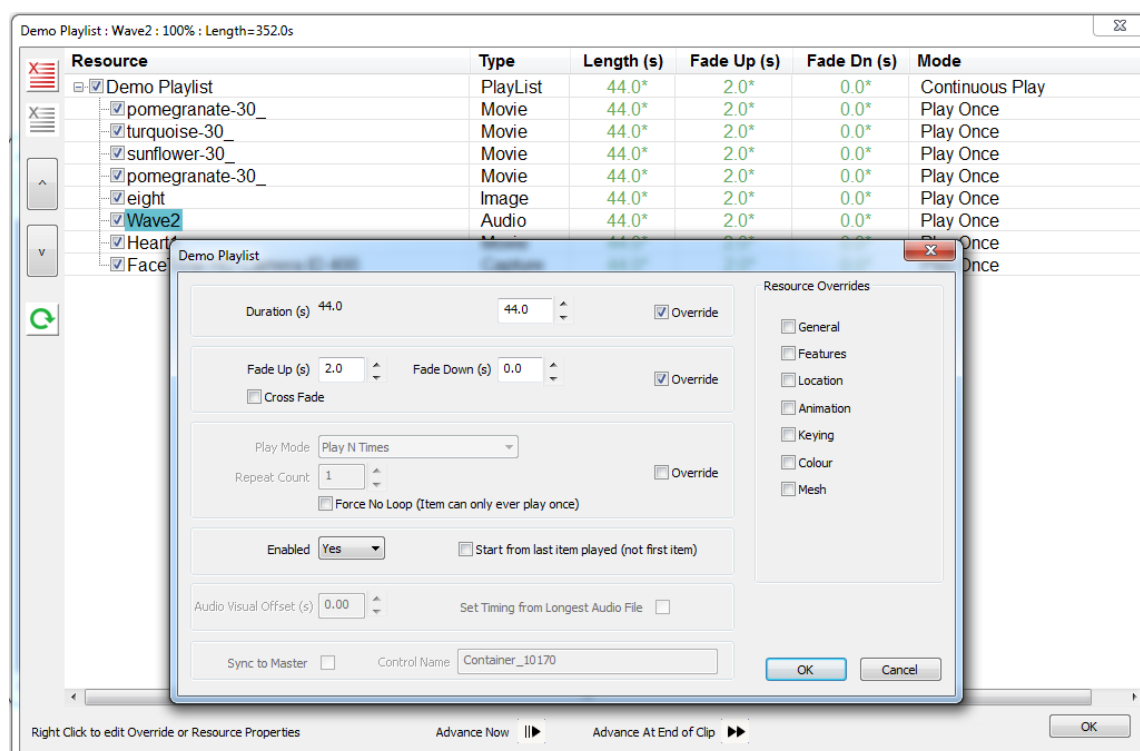 Demo Playlist : Wave2 : 100% : Length=352.0s
Resource Type Length (s) Fade Up (s) Fade Dn (s) Mode
Demo Playlist PlayList 44.0* 2.0* 0.0* Continuous Play
pomegranate-30_ Movie 44.0* 2.0* 0.0* Play Once
turquoise-30_ Movie 44.0* 2.0* 0.0* Play Once
sunflower-30_ Movie 44.0* 2.0* 0.0* Play Once
pomegranate-30_ Movie 44.0* 2.0* 0.0* Play Once
eight Image 44.0* 2.0* 0.0* Play Once
Wave2 Audio 44.0* 2.0* 0.0* Play Once
Once
Once
Demo Playlist
Duration (s) 44.0 44.0 Override
Fade Up (s) 2.0 Fade Down (s) 0.0 Override
Cross Fade
Play Mode Play N Times
Repeat Count 1 Override
Force No Loop (Item can only ever play once)
Enabled Yes Start from last item played (not first item)
Audio Visual Offset (s) 0.00 Set Timing from Longest Audio File
Sync to Master Control Name Container_10170
Resource Overrides
General
Features
Location
Animation
Keying
Colour
Mesh
OK Cancel
Right Click to edit Override or Resource Properties Advance Now Advance At End of Clip OK